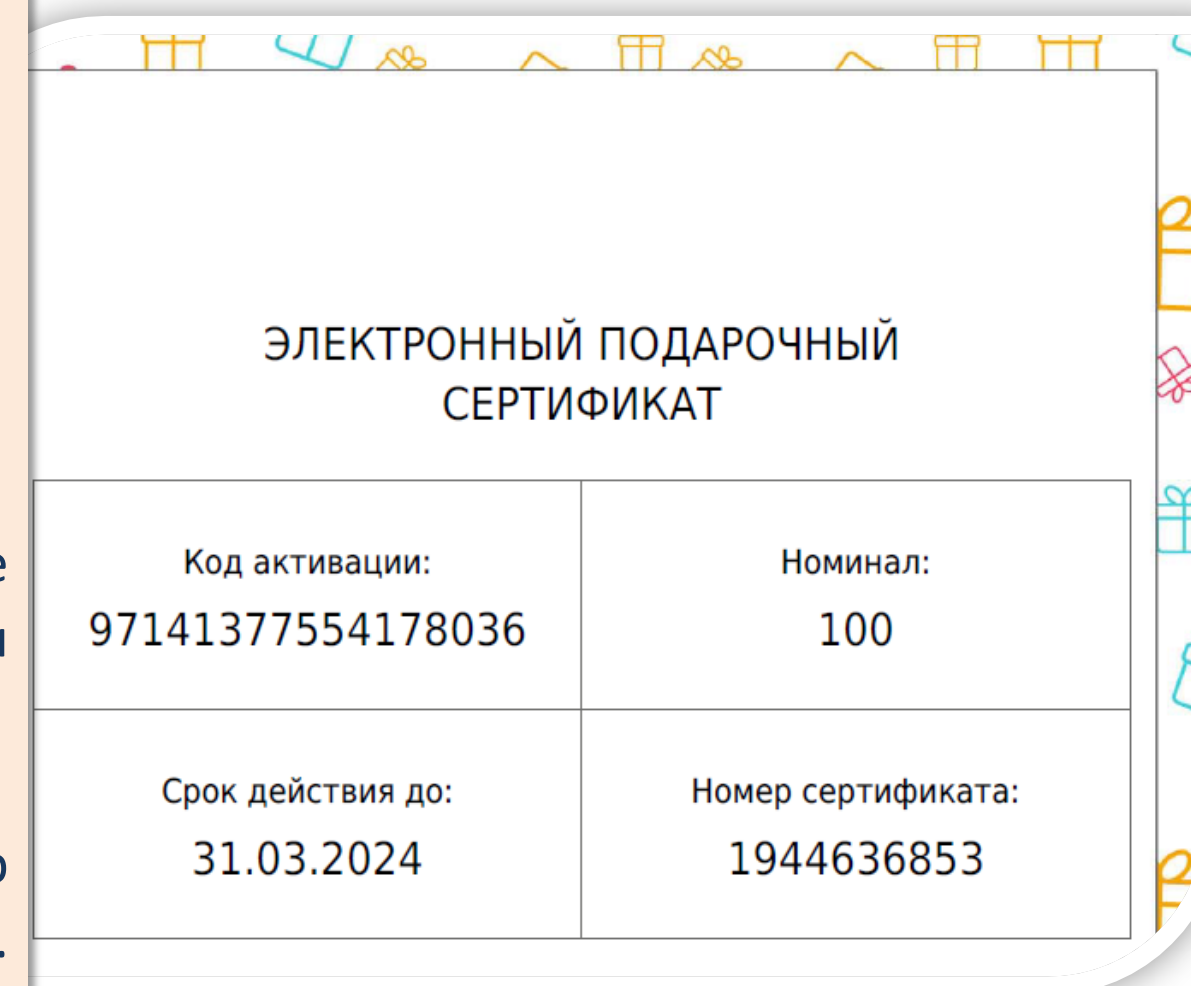 ЭЛЕКТРОННЫЙ ПОДАРОЧНЫЙ
СЕРТИФИКАТ
Код активации:
97141377554178036
Номинал:
100
Срок действия до:
31.03.2024
Номер сертификата:
1944636853